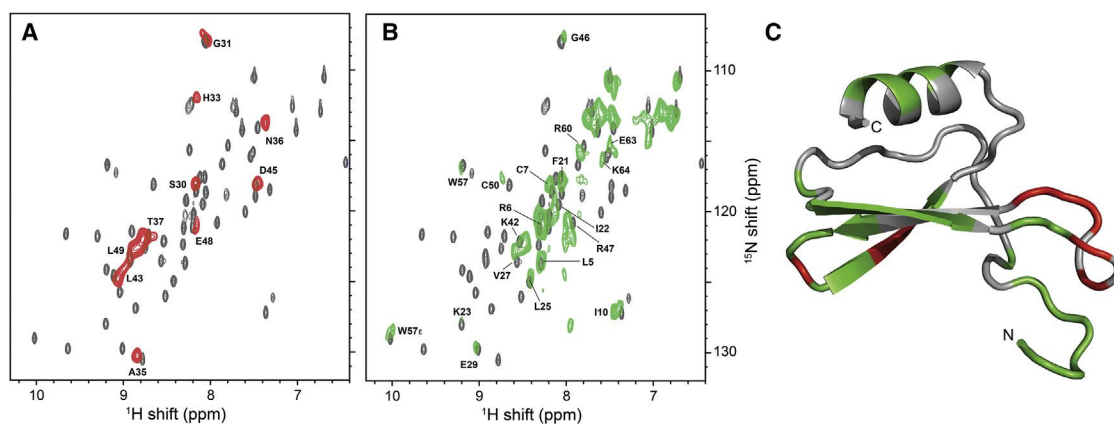 A
G31
H33
N36
S30
D45
T37
E48
L49
L43
A35
10
9
8
7
¹H shift (ppm)
B
G46
R60
E63
F21
C7
K64
W57
C50
R6
K42
I22
R47
V27
L5
L25
K23
I10
W57ε
E29
10
9
8
7
¹H shift (ppm)
110
120
130
¹⁵N shift (ppm)
C
C
N